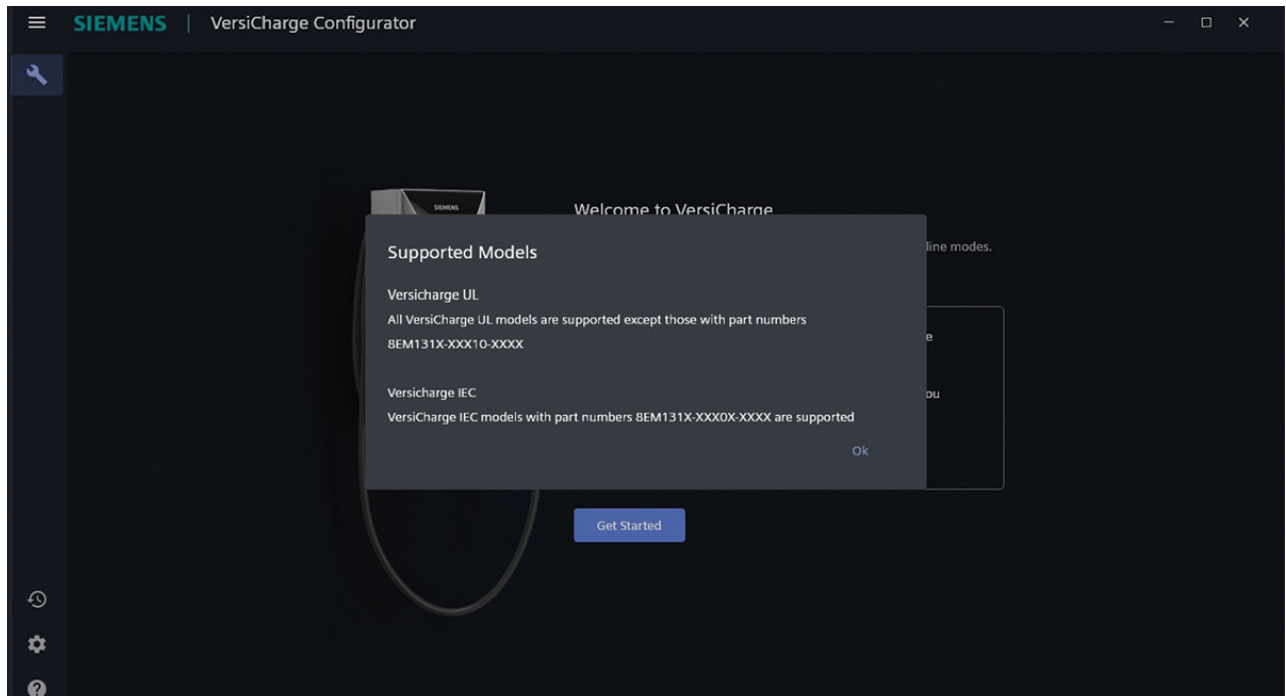 SIEMENS | VersiCharge Configurator
SIEMENS
Welcome to VersiCharge
line modes.
Supported Models
Versicharge UL
All VersiCharge UL models are supported except those with part numbers
8EM131X-XXX10-XXXX
Versicharge IEC
VersiCharge IEC models with part numbers 8EM131X-XXX0X-XXXX are supported
Ok
Get Started